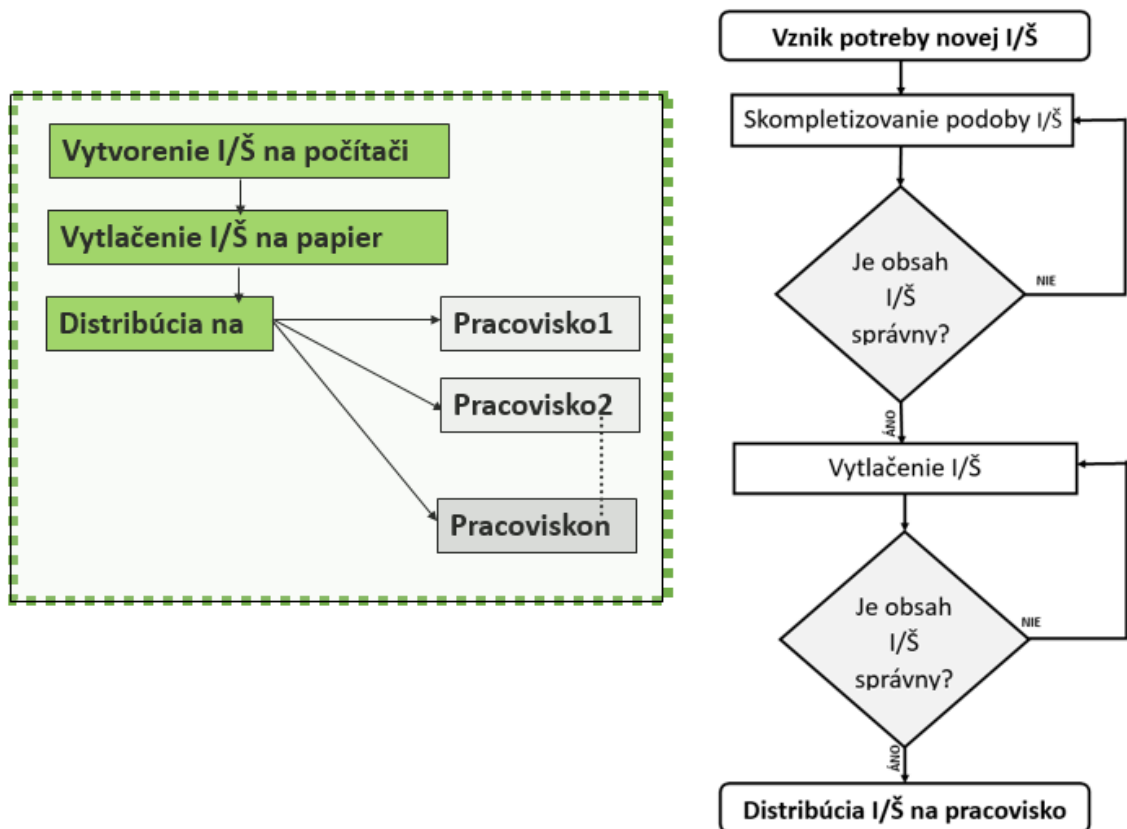 Vytvorenie I/Š na počítači
Vytlačenie I/Š na papier
Distribúcia na
Pracovisko1
Pracovisko2
Pracoviskon
Vznik potreby novej I/Š
Skompletizovanie podoby I/Š
Je obsah
I/Š
správny?
NIE
ÁNO
Vytlačenie I/Š
Je obsah
I/Š
správny?
NIE
ÁNO
Distribúcia I/Š na pracovisko